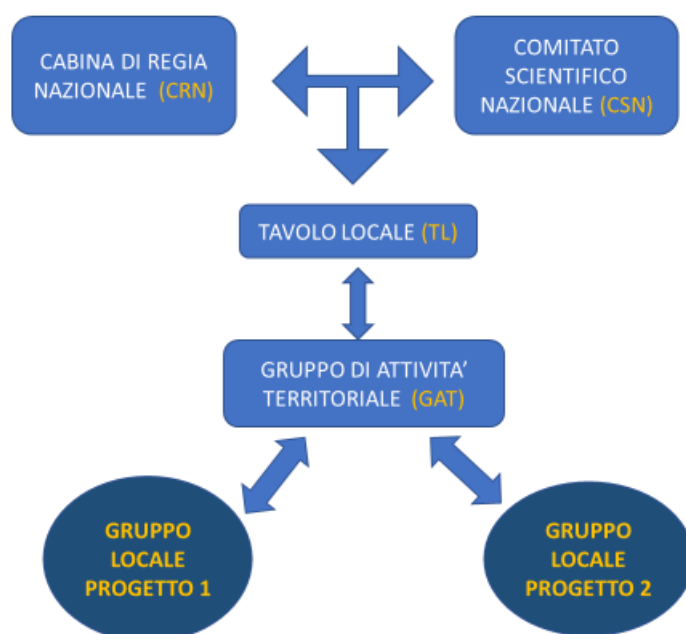 CABINA DI REGIA
NAZIONALE (CRN)
COMITATO
SCIENTIFICO
NAZIONALE (CSN)
TAVOLO LOCALE (TL)
GRUPPO DI ATTIVITA’
TERRITORIALE (GAT)
GRUPPO
LOCALE
PROGETTO 1
GRUPPO
LOCALE
PROGETTO 2